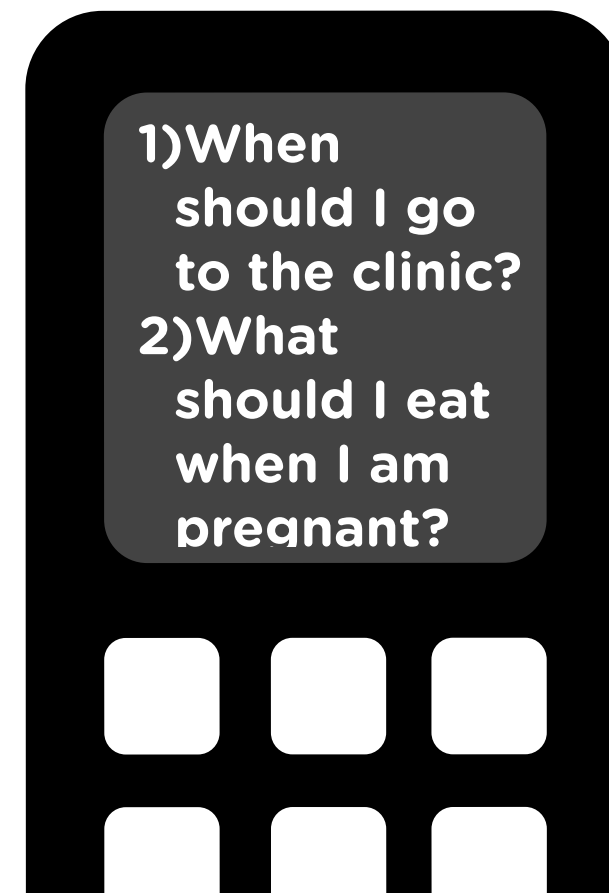 1)When
should I go
to the clinic?
2)What
should I eat
when I am
pregnant?